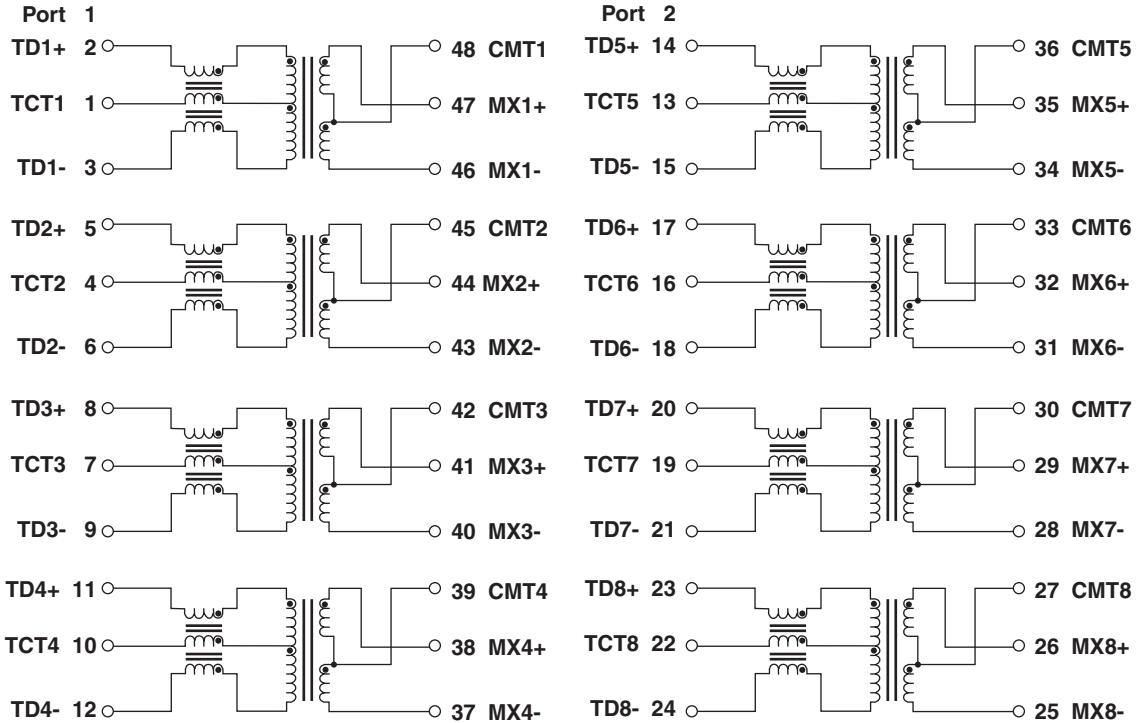 Port 1
TD1+ 2 48 CMT1
TCT1 1 47 MX1+
TD1- 3 46 MX1-
TD2+ 5 45 CMT2
TCT2 4 44 MX2+
TD2- 6 43 MX2-
TD3+ 8 42 CMT3
TCT3 7 41 MX3+
TD3- 9 40 MX3-
TD4+ 11 39 CMT4
TCT4 10 38 MX4+
TD4- 12 37 MX4-
Port 2
TD5+ 14 36 CMT5
TCT5 13 35 MX5+
TD5- 15 34 MX5-
TD6+ 17 33 CMT6
TCT6 16 32 MX6+
TD6- 18 31 MX6-
TD7+ 20 30 CMT7
TCT7 19 29 MX7+
TD7- 21 28 MX7-
TD8+ 23 27 CMT8
TCT8 22 26 MX8+
TD8- 24 25 MX8-